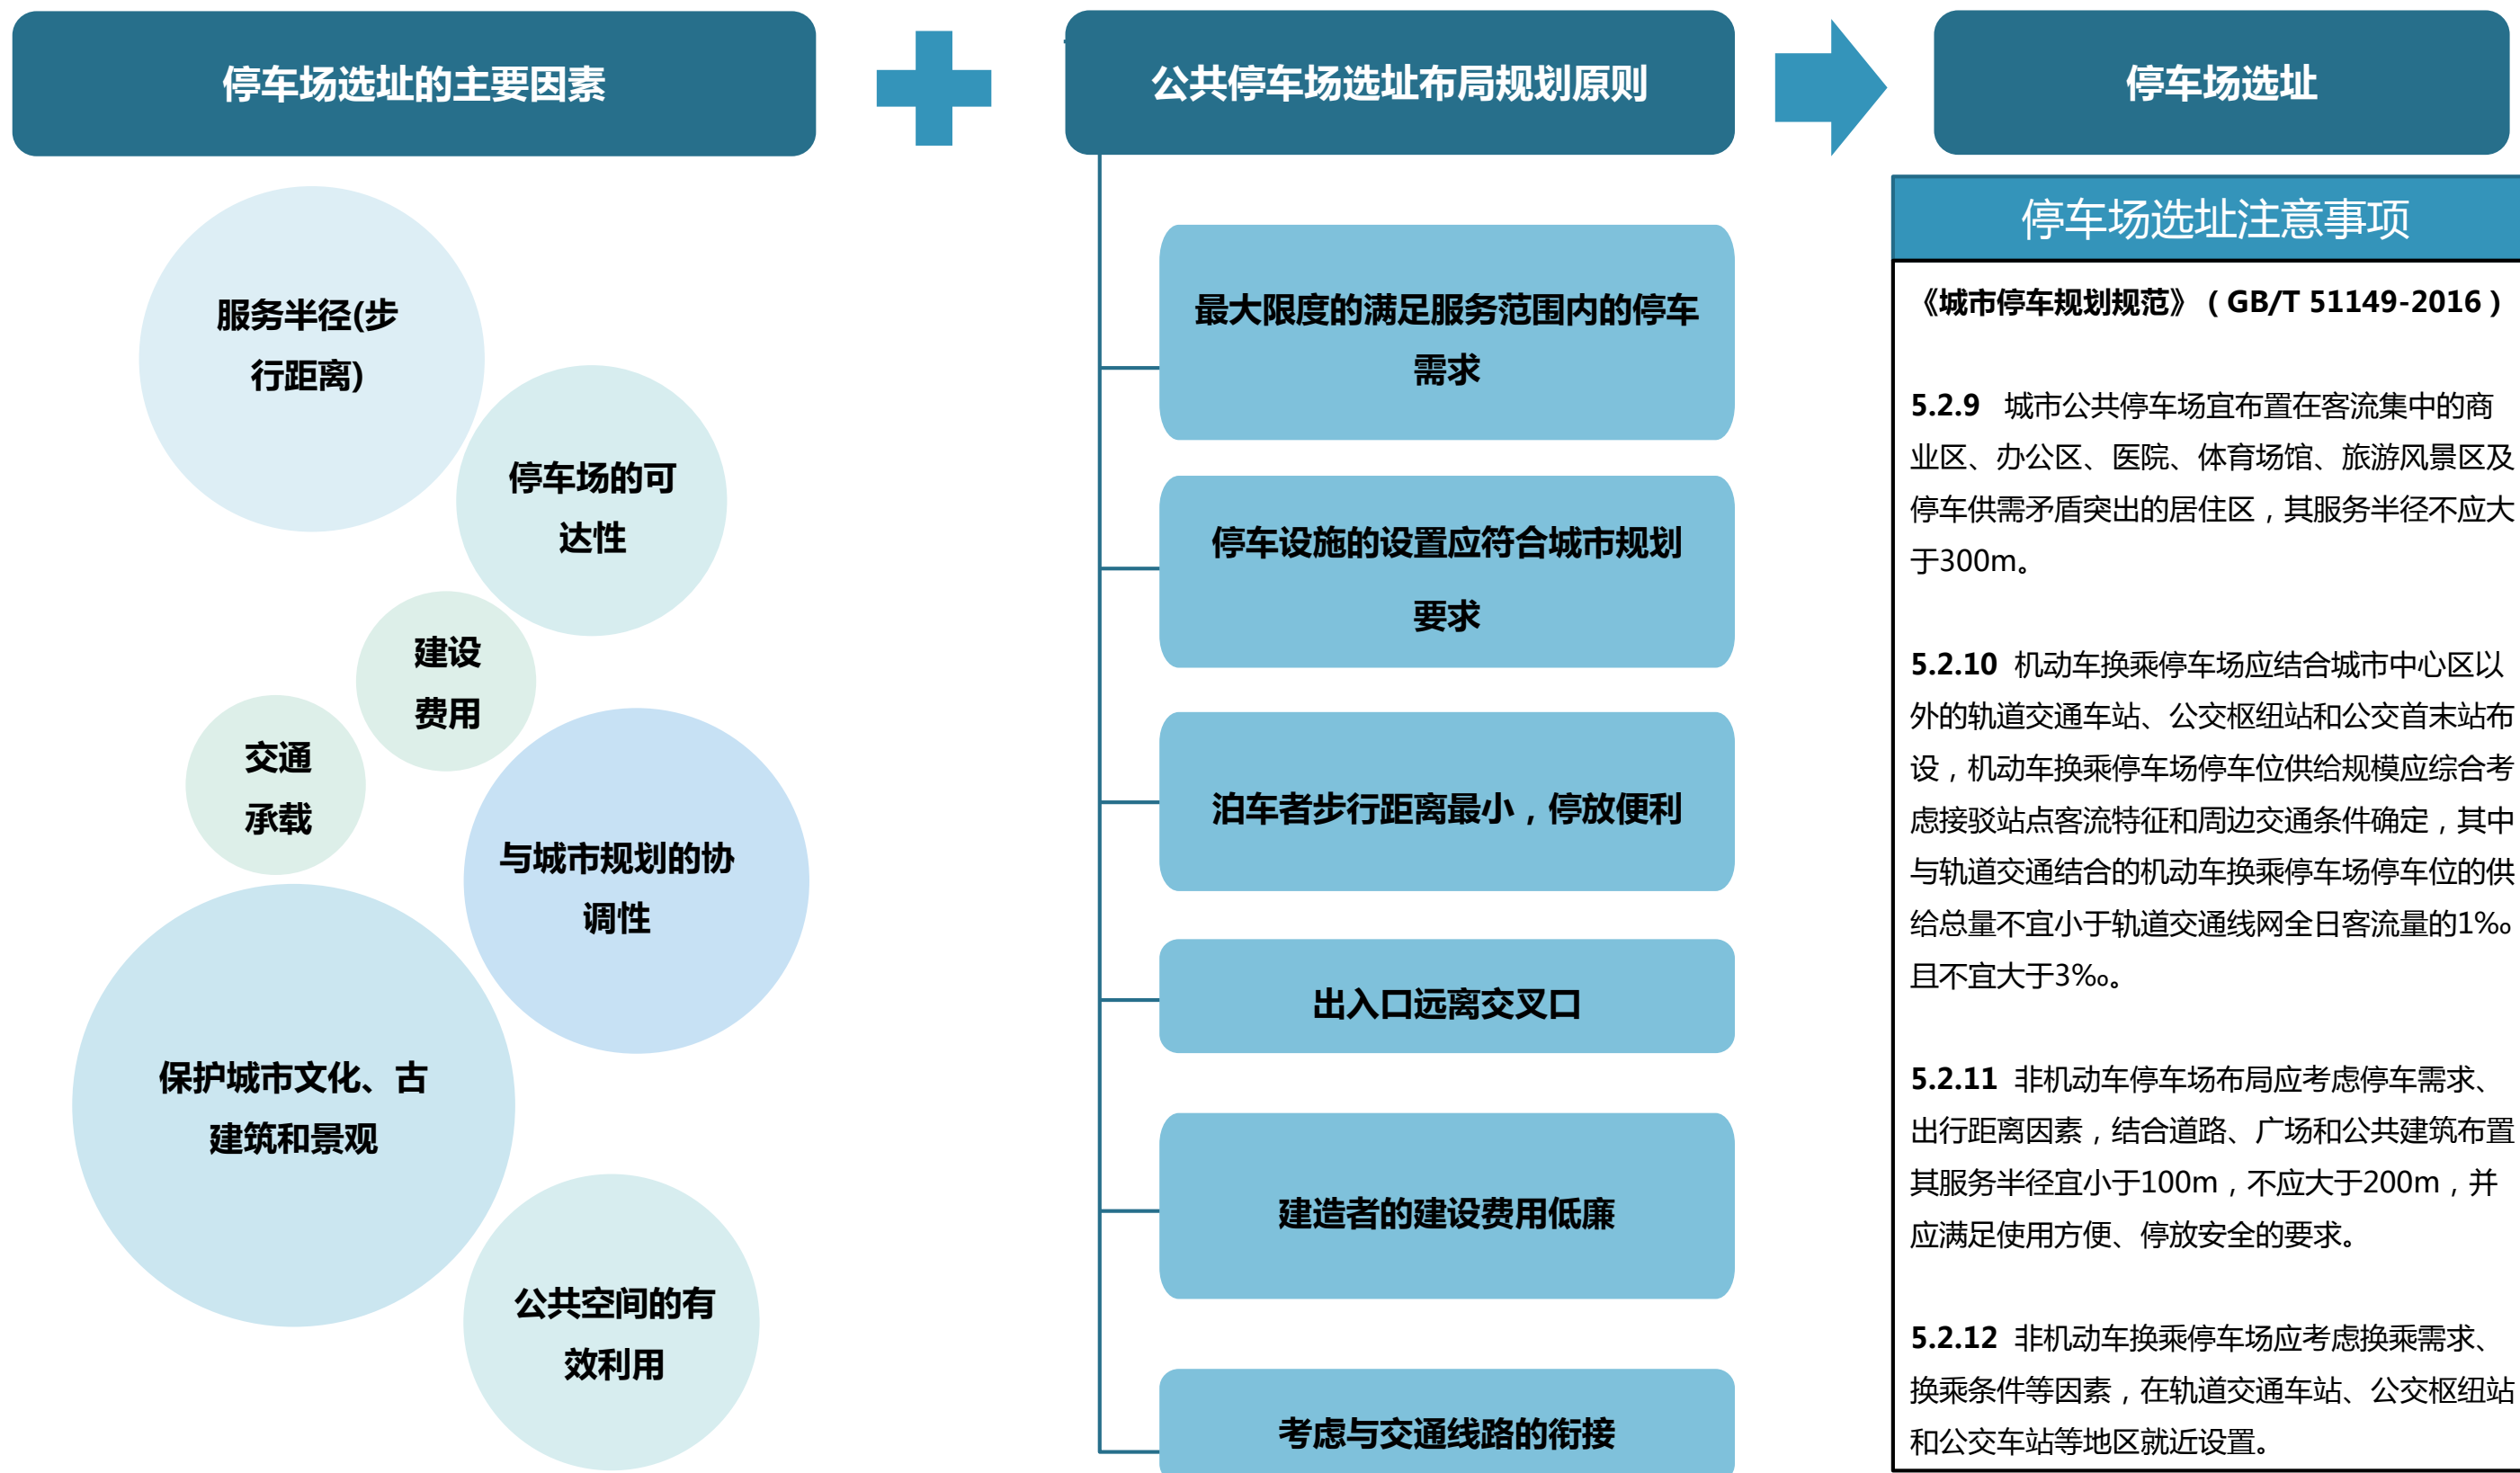 停车场选址的主要因素
公共停车场选址布局规划原则
停车场选址
服务半径(步
行距离)
停车场的可
达性
建设
费用
交通
承载
与城市规划的协
调性
保护城市文化、古
建筑和景观
公共空间的有
效利用
最大限度的满足服务范围内的停车
需求
停车设施的设置应符合城市规划
要求
泊车者步行距离最小，停放便利
出入口远离交叉口
建造者的建设费用低廉
考虑与交通线路的衔接
停车场选址注意事项
《城市停车规划规范》（GB/T 51149-2016）
5.2.9 城市公共停车场宜布置在客流集中的商
业区、办公区、医院、体育场馆、旅游风景区及
停车供需矛盾突出的居住区，其服务半径不应大
于300m。
5.2.10 机动车换乘停车场应结合城市中心区以
外的轨道交通车站、公交枢纽站和公交首末站布
设，机动车换乘停车场停车位供给规模应综合考
虑接驳站点客流特征和周边交通条件确定，其中
与轨道交通结合的机动车换乘停车场停车位的供
给总量不宜小于轨道交通线网全日客流量的1‰
且不宜大于3‰。
5.2.11 非机动车停车场布局应考虑停车需求、
出行距离因素，结合道路、广场和公共建筑布置
其服务半径宜小于100m，不应大于200m，并
应满足使用方便、停放安全的要求。
5.2.12 非机动车换乘停车场应考虑换乘需求、
换乘条件等因素，在轨道交通车站、公交枢纽站
和公交车站等地区就近设置。